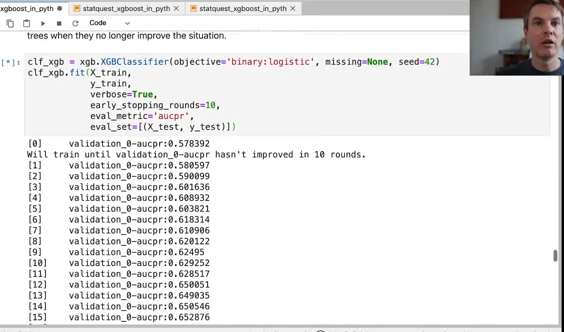 xgboost_in_pyth
statquest_xgboost_in_pyth
statquest_xgboost_in_pyth
Code
trees when they no longer improve the situation.
[*]: clf_xgb = xgb.XGBClassifier(objective='binary:logistic', missing=None, seed=42)
clf_xgb.fit(X_train,
y_train,
verbose=True,
early_stopping_rounds=10,
eval_metric='aucpr',
eval_set=[(X_test, y_test)])
[0] validation_0-aucpr:0.578392
Will train until validation_0-aucpr hasn't improved in 10 rounds.
[1] validation_0-aucpr:0.580597
[2] validation_0-aucpr:0.590099
[3] validation_0-aucpr:0.601636
[4] validation_0-aucpr:0.608932
[5] validation_0-aucpr:0.603821
[6] validation_0-aucpr:0.618314
[7] validation_0-aucpr:0.610906
[8] validation_0-aucpr:0.620122
[9] validation_0-aucpr:0.62495
[10] validation_0-aucpr:0.629252
[11] validation_0-aucpr:0.628517
[12] validation_0-aucpr:0.650051
[13] validation_0-aucpr:0.649035
[14] validation_0-aucpr:0.650546
[15] validation_0-aucpr:0.652876